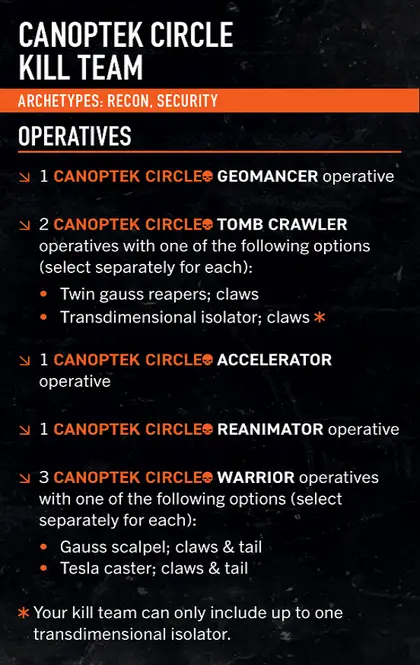 CANOPTEK CIRCLE
KILL TEAM
ARCHETYPES: RECON, SECURITY
OPERATIVES
↘ 1 CANOPTEK CIRCLE💀 GEOMANCER operative
↘ 2 CANOPTEK CIRCLE💀 TOMB CRAWLER
operatives with one of the following options
(select separately for each):
• Twin gauss reapers; claws
• Transdimensional isolator; claws *
↘ 1 CANOPTEK CIRCLE💀 ACCELERATOR
operative
↘ 1 CANOPTEK CIRCLE💀 REANIMATOR operative
↘ 3 CANOPTEK CIRCLE💀 WARRIOR operatives
with one of the following options (select
separately for each):
• Gauss scalpel; claws & tail
• Tesla caster; claws & tail
* Your kill team can only include up to one
transdimensional isolator.